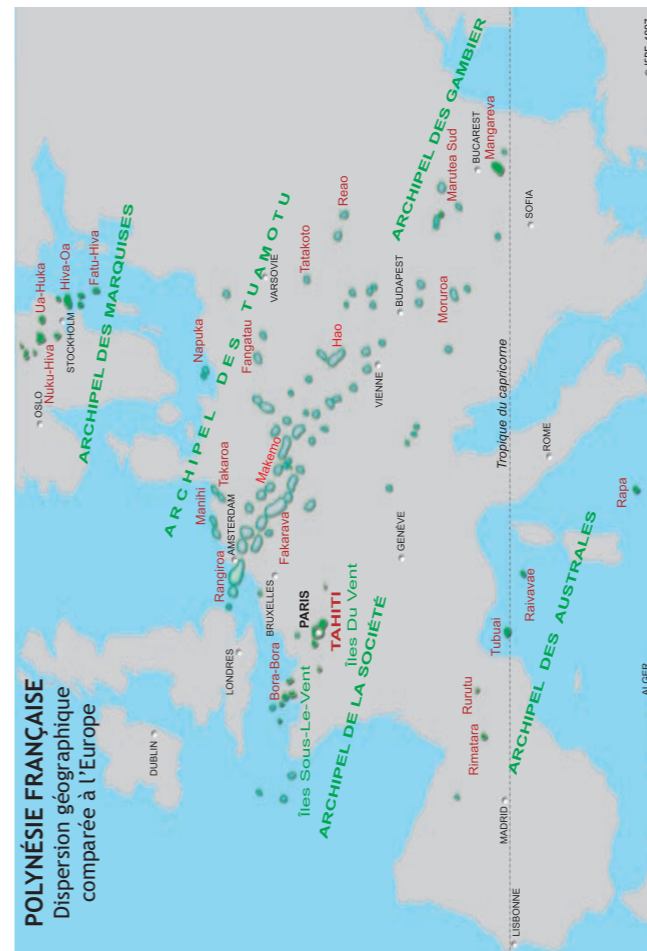 POLYNÉSIE FRANÇAISE
Dispersion géographique
comparée à l'Europe
OSLO
Nuku-Hiva
Ua-Huka
STOCKHOLM
Hiva-Oa
Fatu-Hiva
ARCHIPEL DES MARQUISES
DUBLIN
Napuka
Manihi
Takaroa
ARCHIPEL DES TUAMOTU
Rangiroa
AMSTERDAM
LONDRES
Fangatau
VARSOVIE
Makemo
Tatakoto
Reao
BRUXELLES
Fakarava
Hao
Bora-Bora
PARIS
TAHITI
Îles Sous-Le-Vent
Îles Du Vent
ARCHIPEL DE LA SOCIÉTÉ
VIENNE
BUDAPEST
GENÈVE
ARCHIPEL DES GAMBIER
Moruroa
Marutea Sud
BUCAREST
Mangareva
Rimatara
Rurutu
Tubuai
MADRID
Tropique du capricorne
LISBONNE
Raivavae
ROME
SOFIA
ARCHIPEL DES AUSTRALES
Rapa
ALGER